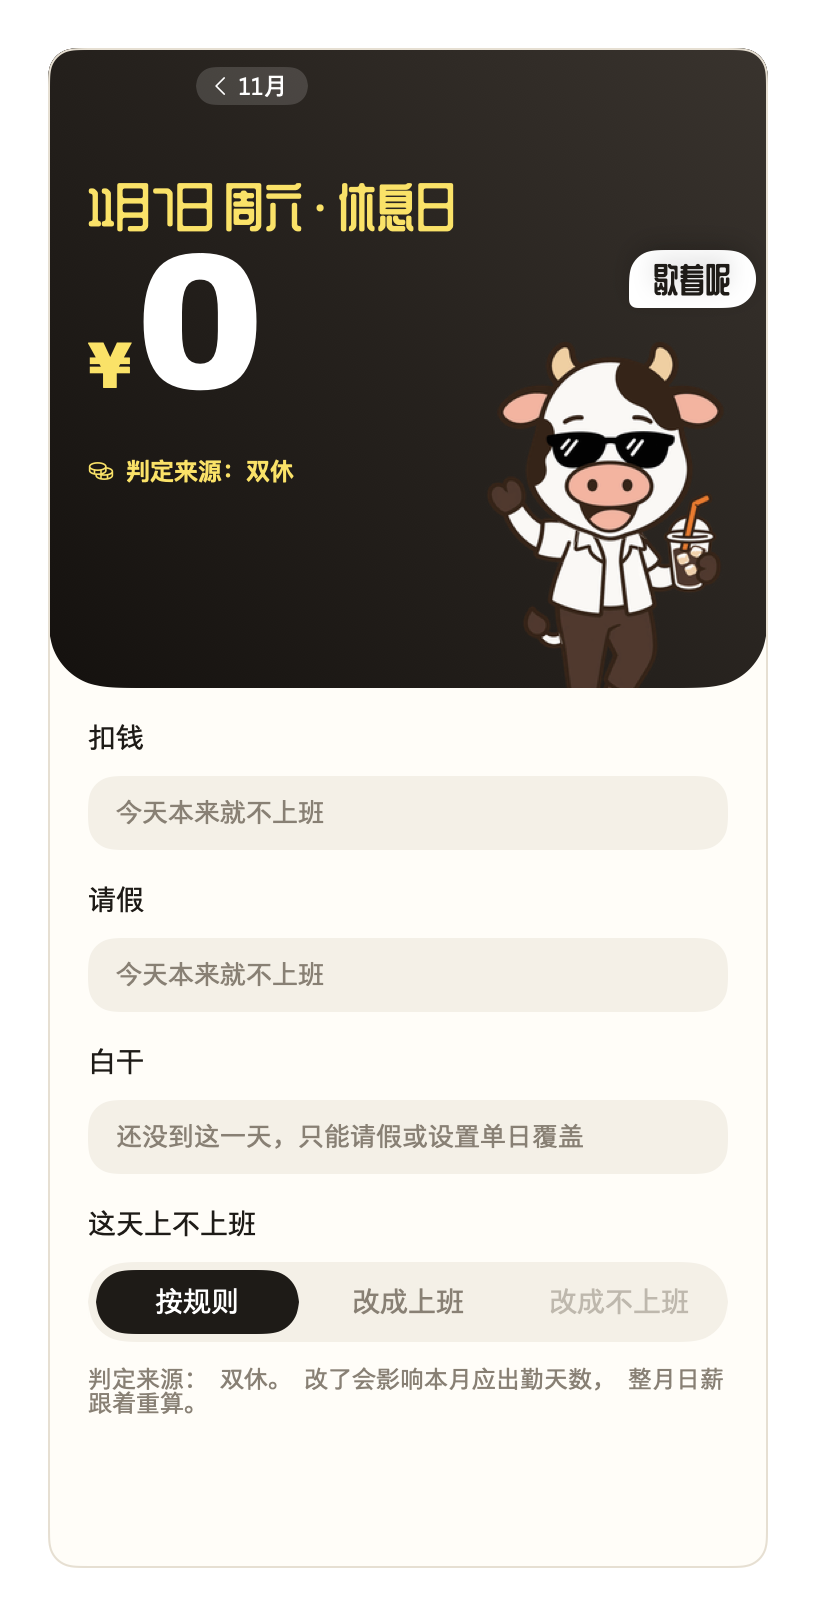 11月
11月7日 周六 · 休息日
歇着呢
¥0
判定来源：双休
扣钱
今天本来就不上班
请假
今天本来就不上班
白干
还没到这一天，只能请假或设置单日覆盖
这天上不上班
按规则 改成上班 改成不上班
判定来源： 双休。 改了会影响本月应出勤天数， 整月日薪
跟着重算。